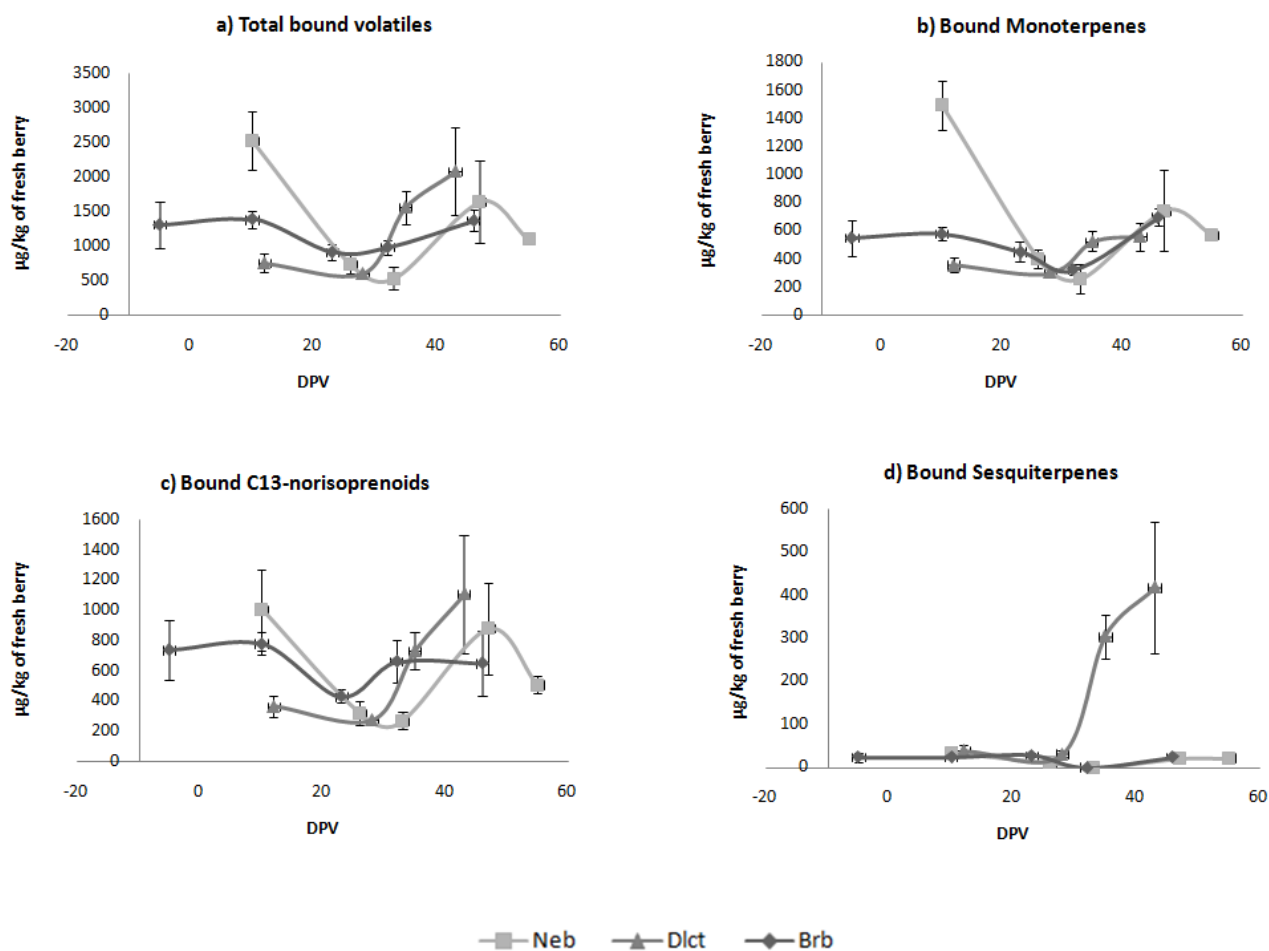 a) Total bound volatiles
µg/kg of fresh berry
3500
3000
2500
2000
1500
1000
500
0
-20 0 20 40 60
DPV
b) Bound Monoterpenes
µg/kg of fresh berry
1800
1600
1400
1200
1000
800
600
400
200
0
-20 0 20 40 60
DPV
c) Bound C13-norisoprenoids
µg/kg of fresh berry
1600
1400
1200
1000
800
600
400
200
0
-20 0 20 40 60
DPV
d) Bound Sesquiterpenes
µg/kg of fresh berry
600
500
400
300
200
100
0
-20 0 20 40 60
DPV
Neb Dlct Brb